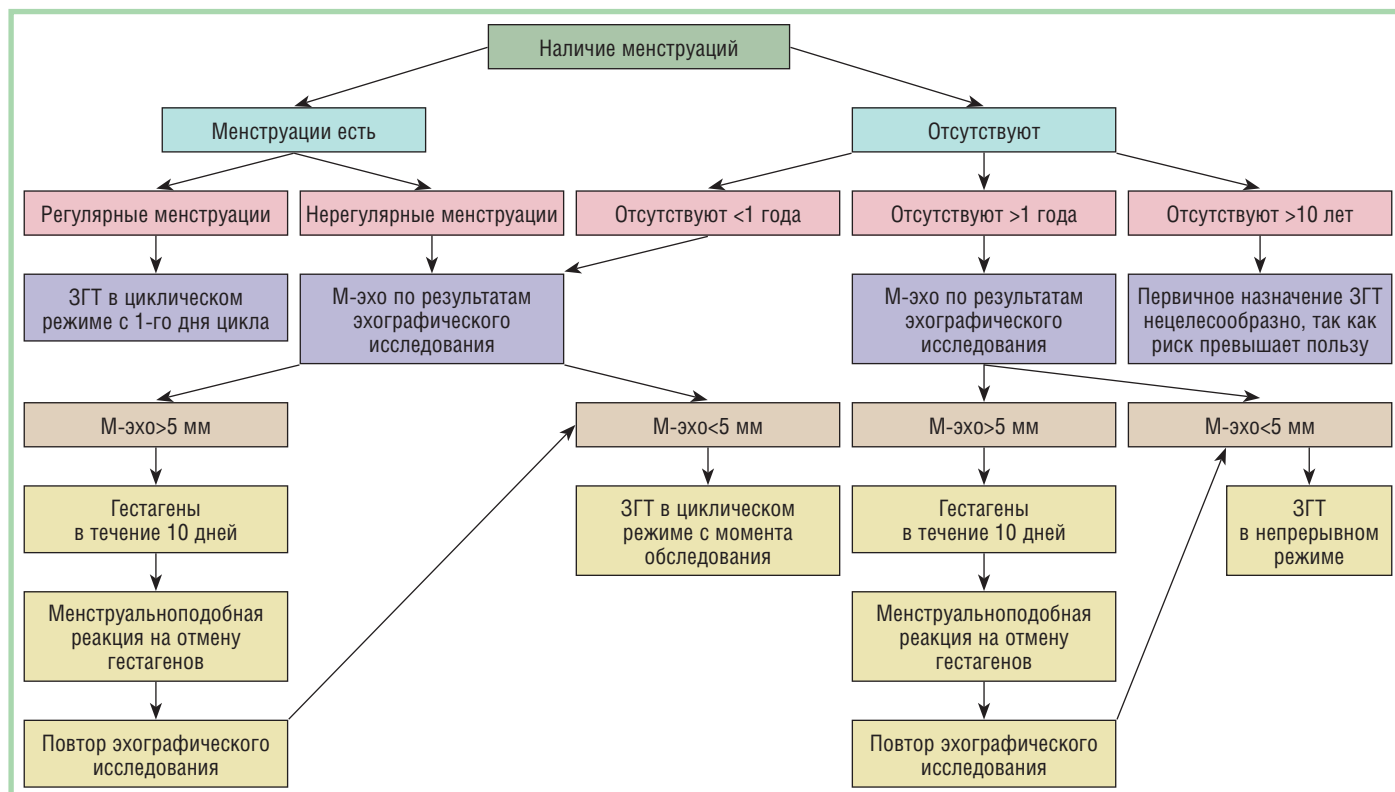 Наличие менструаций
Менструации есть
Отсутствуют
Регулярные менструации
Нерегулярные менструации
Отсутствуют <1 года
Отсутствуют >1 года
Отсутствуют >10 лет
ЗГТ в циклическом
режиме с 1-го дня цикла
М-эхо по результатам
эхографического
исследования
М-эхо по результатам
эхографического
исследования
Первичное назначение ЗГТ
нецелесообразно, так как
риск превышает пользу
М-эхо>5 мм
М-эхо<5 мм
М-эхо>5 мм
М-эхо<5 мм
Гестагены
в течение 10 дней
ЗГТ в циклическом
режиме с момента
обследования
Гестагены
в течение 10 дней
ЗГТ
в непрерывном
режиме
Менструальноподобная
реакция на отмену
гестагенов
Менструальноподобная
реакция на отмену
гестагенов
Повтор эхографического
исследования
Повтор эхографического
исследования